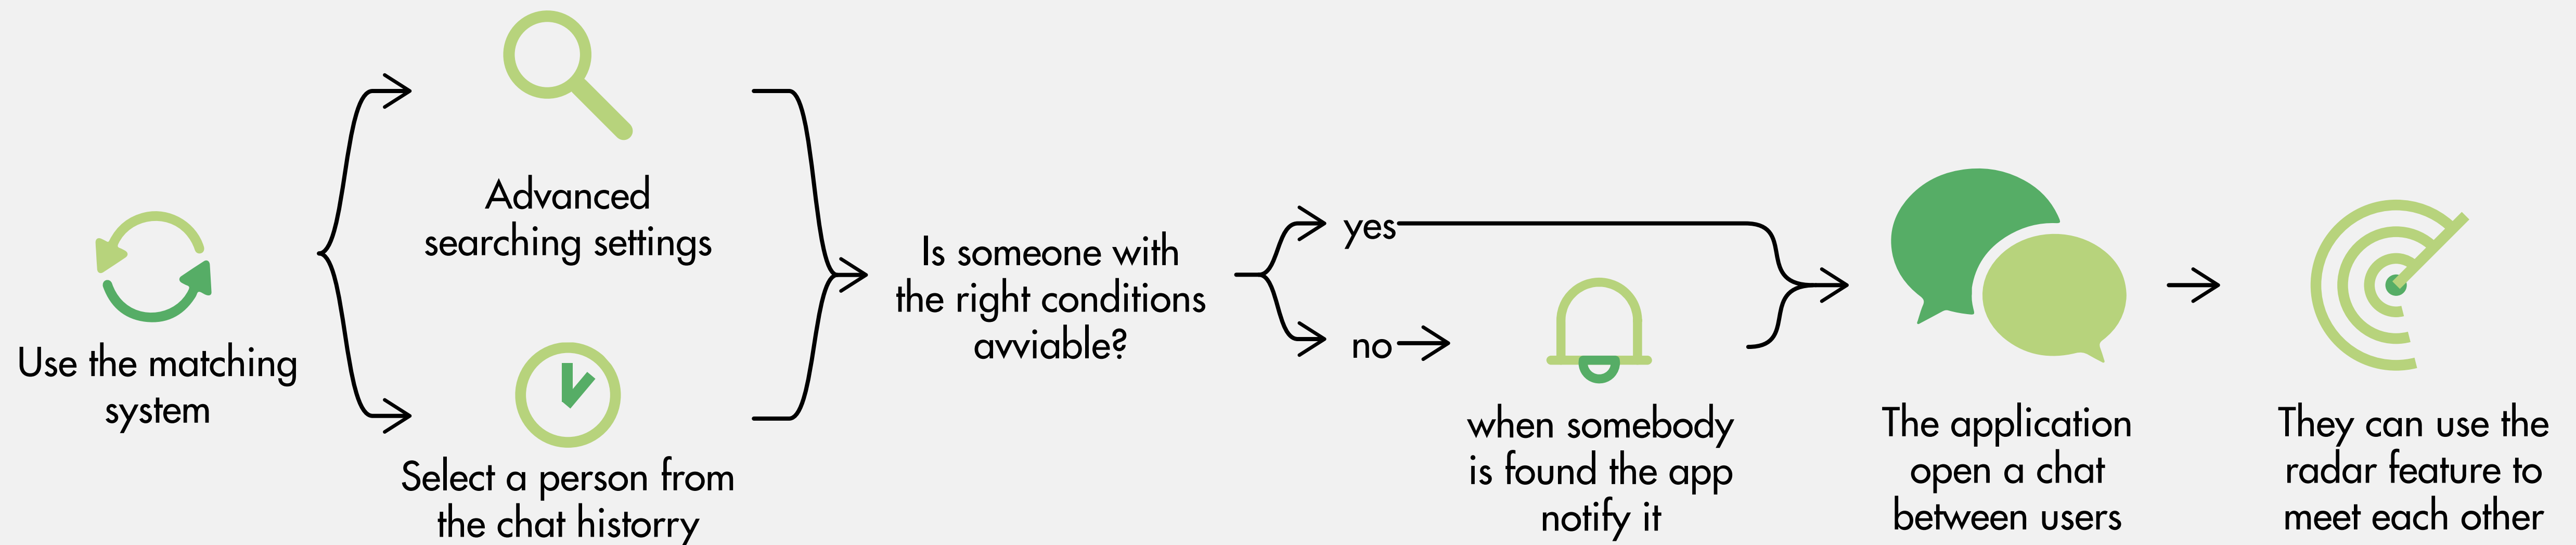 Use the matching
system
Advanced
searching settings
Select a person from
the chat historry
Is someone with
the right conditions
avviable?
yes
no
when somebody
is found the app
notify it
The application
open a chat
between users
They can use the
radar feature to
meet each other